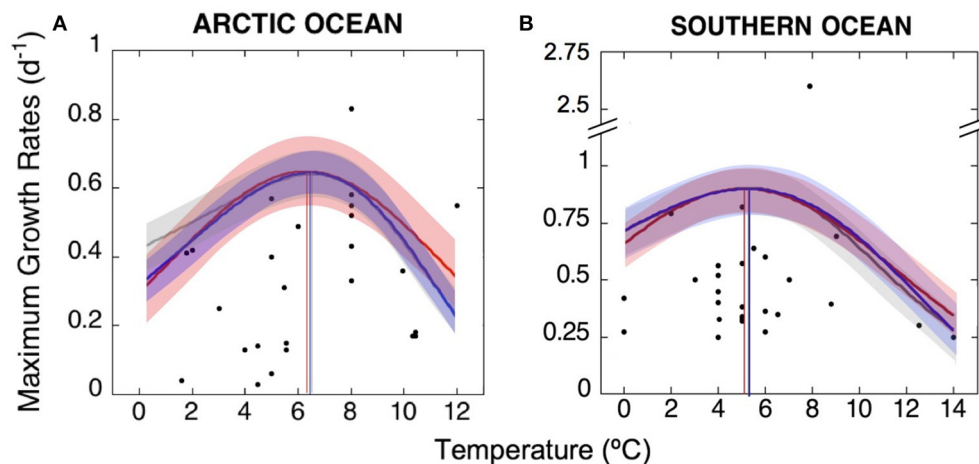 A ARCTIC OCEAN
B SOUTHERN OCEAN
Maximum Growth Rates (d⁻¹)
1
0.8
0.6
0.4
0.2
0
0 2 4 6 8 10 12
2.75
2.5
1
0.75
0.5
0.25
0
0 2 4 6 8 10 12 14
Temperature (ºC)